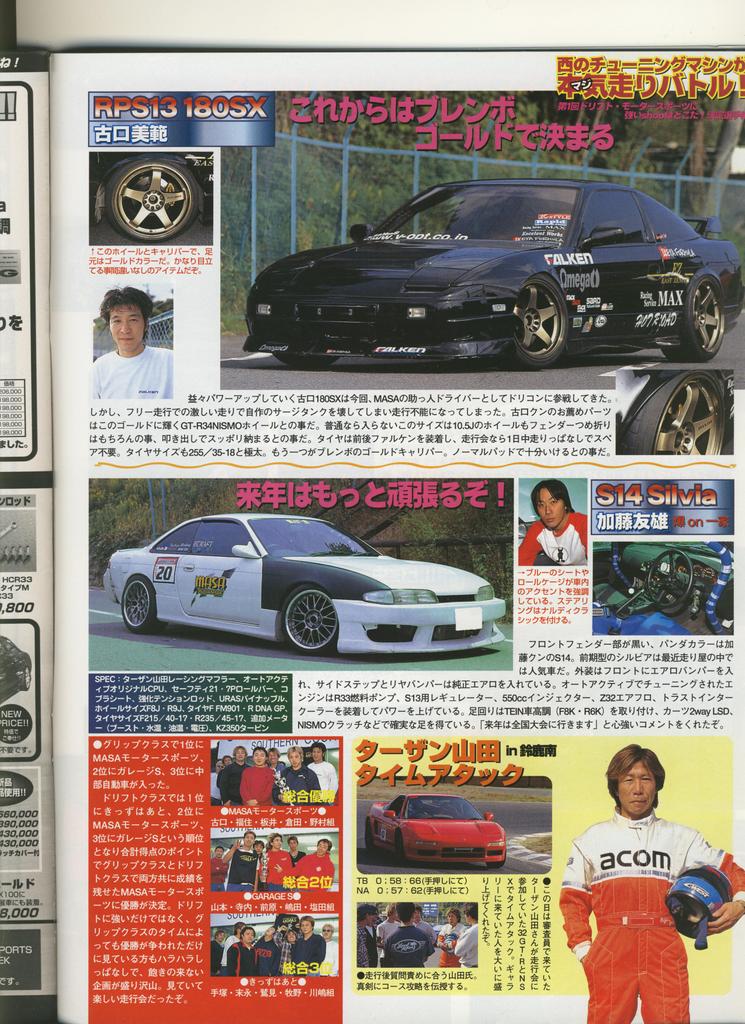 ね!
西のチューニングマシンが
本気走りバトル!
マジ
RPS13 180SX
古口美範
これからはブレンボ
ゴールドで決まる
↑このホイールとキャリパーで、足
元はゴールドカラーだ。かなり目立
てる事間違いなしのアイテムだぞ。
FALKEN
www.v-opt.co.jp
Rapid
FALKEN
OmegaO
Racing Service MAX
HOT ROAD
FALKEN
益々パワーアップしていく古口180SXは今回、MASAの助っ人ドライバーとしてドリコンに参戦してきた。
しかし、フリー走行での激しい走りで自作のサージタンクを壊してしまい走行不能になってしまった。古口クンのお薦めパーツ
はこのゴールドに輝くGT-R34NISMOホイールとの事だ。普通なら入らないこのサイズは10.5Jのホイールもフェンダーつめ折り
はもちろんの事、叩き出しでスッポリ納まるとの事だ。タイヤは前後ファルケンを装着し、走行会なら1日中走りっぱなしでスペ
ア不要。タイヤサイズも255/35-18と極太。もう一つがブレンボのゴールドキャリパー。ノーマルパッドで十分いけるとの事だ。
来年はもっと頑張るぞ!
20
MASA
S14 Silvia
加藤友雄
→ブルーのシートや
ロールケージが車内
のアクセントを強調
している。ステアリ
ングはナルディクラ
シックを付ける。
フロントフェンダー部が黒い、パンダカラーは加
藤クンのS14。前期型のシルビアは最近走り屋の中で
は人気車だ。外装はフロントにエアロバンパーを入
れ、サイドステップとリヤバンパーは純正エアロを入れている。オートアクティブでチューニングされたエ
ンジンはR33燃料ポンプ、S13用レギュレーター、550ccインジェクター、Z32エアフロ、トラストインター
クーラーを装着してパワーを上げている。足回りはTEIN車高調(F8K・R6K)を取り付け、カーツ2way LSD、
NISMOクラッチなどで確実な足を得ている。「来年は全国大会に行きます」と心強いコメントをくれたぞ。
SPEC:ターザン山田レーシングマフラー、オートアクテ
ィブオリジナルCPU、セーフティ21・7Pロールバー、コ
ブラシート、強化テンションロッド、URASパイナップル、
ホイールサイズF8J・R9J、タイヤF FM901・R DNA GP、
タイヤサイズF215/40-17・R235/45-17、追加メータ
ー(ブースト・水温・油温・電圧)、KZ350タービン
●グリップクラスで1位に
MASAモータースポーツ、
2位にガレージS、3位に中
部自動車が入った。
ドリフトクラスでは1位
にきっずはあと、2位に
MASAモータースポーツ、
3位にガレージSという順位
となり合計得点のポイント
でグリップクラスとドリフ
トクラスで両方共に成績を
残せたMASAモータースポ
ーツに優勝が決定。ドリフ
トに強いだけではなく、グ
リップクラスのタイムによ
っても優勝が争われただけ
に見ている方もハラハラし
っぱなしで、飽きの来ない
企画が盛り沢山。見ていて
楽しい走行会だったぞ。
総合優勝
●MASAモータースポーツ●
古口・福住・板井・倉田・野村組
総合2位
●GARAGE S●
山本・寺内・前原・嶋田・塩田組
総合3位
●きっずはあと●
手塚・末永・鷲見・牧野・川嶋組
ターザン山田 in 鈴鹿南
タイムアタック
TB 0:58:66(手押しにて)
NA 0:57:62(手押しにて)
●この日は審査員で来ていた
ターザン山田さんが走行会に
参加していた32GT-RとNS
Xでタイムアタック。ギャラ
リーに来ていた人を大いに盛
り上げてくれたぞ。
●走行後質問責めに合う山田氏。
真剣にコース攻略を伝授する。
acom
価格
ました。
ンロッド
HCR33
タイプM
NEW
PRICE!!